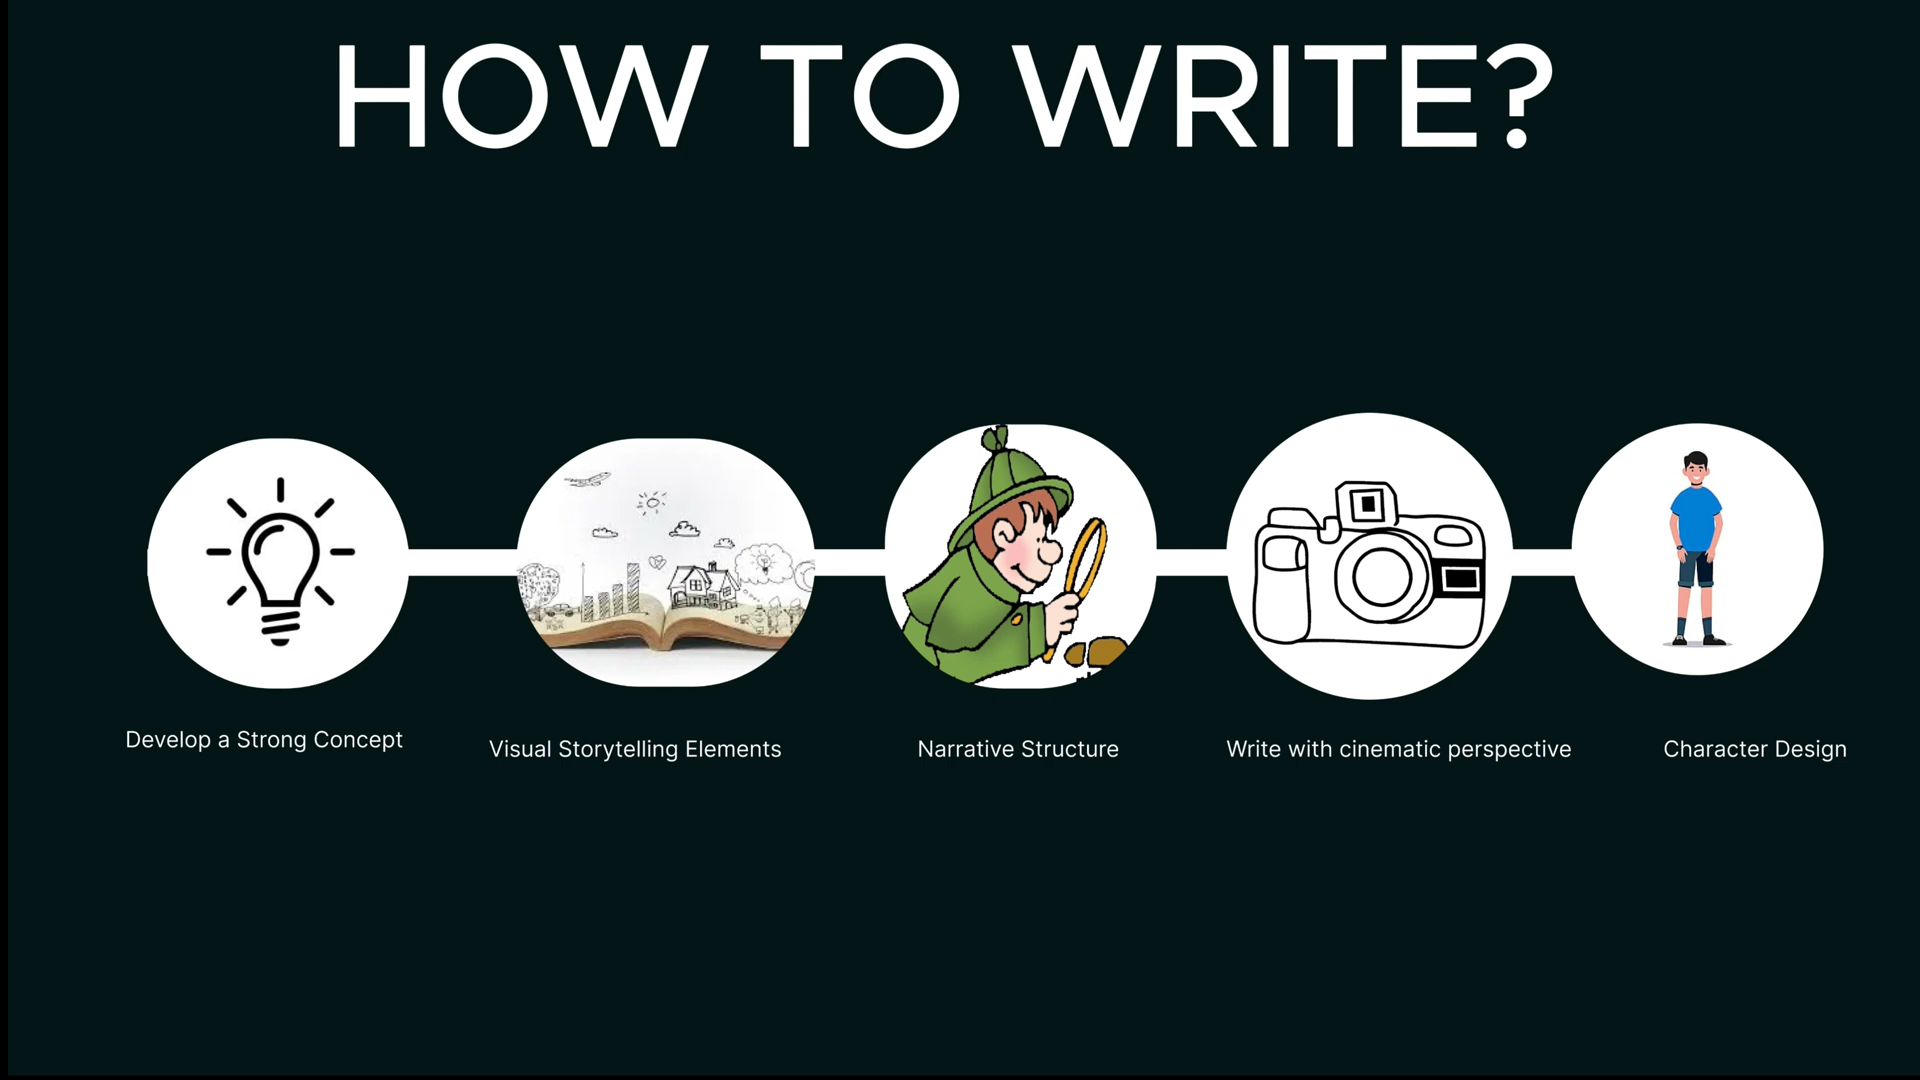 HOW TO WRITE?
Develop a Strong Concept
Visual Storytelling Elements
Narrative Structure
Write with cinematic perspective
Character Design